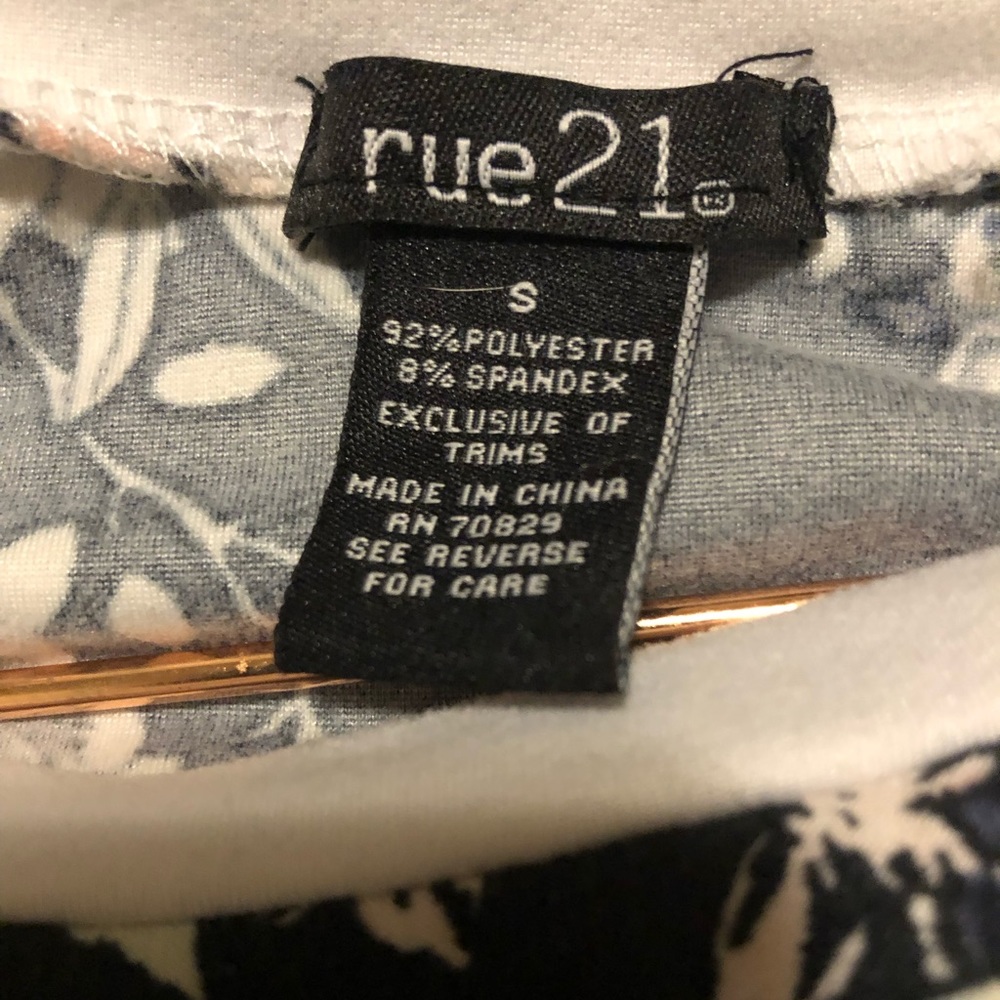 rue21®
S
92% POLYESTER
8% SPANDEX
EXCLUSIVE OF
TRIMS
MADE IN CHINA
RN 70829
SEE REVERSE
FOR CARE